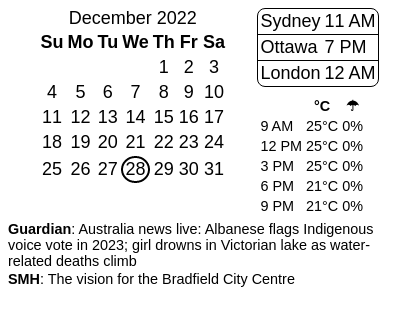 December 2022
Su Mo Tu We Th Fr Sa
1 2 3
4 5 6 7 8 9 10
11 12 13 14 15 16 17
18 19 20 21 22 23 24
25 26 27 28 29 30 31
Sydney 11 AM
Ottawa 7 PM
London 12 AM
°C ☂
9 AM 25°C 0%
12 PM 25°C 0%
3 PM 25°C 0%
6 PM 21°C 0%
9 PM 21°C 0%
Guardian: Australia news live: Albanese flags Indigenous
voice vote in 2023; girl drowns in Victorian lake as water-
related deaths climb
SMH: The vision for the Bradfield City Centre